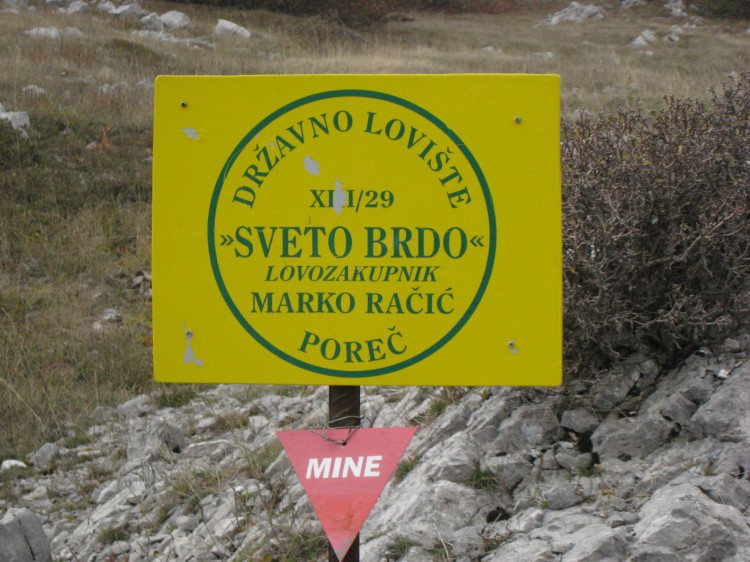 DRŽAVNO LOVIŠTE
»SVETO BRDO«
LOVOZAKUPNIK
MARKO RAČIĆ
POREČ
MINE